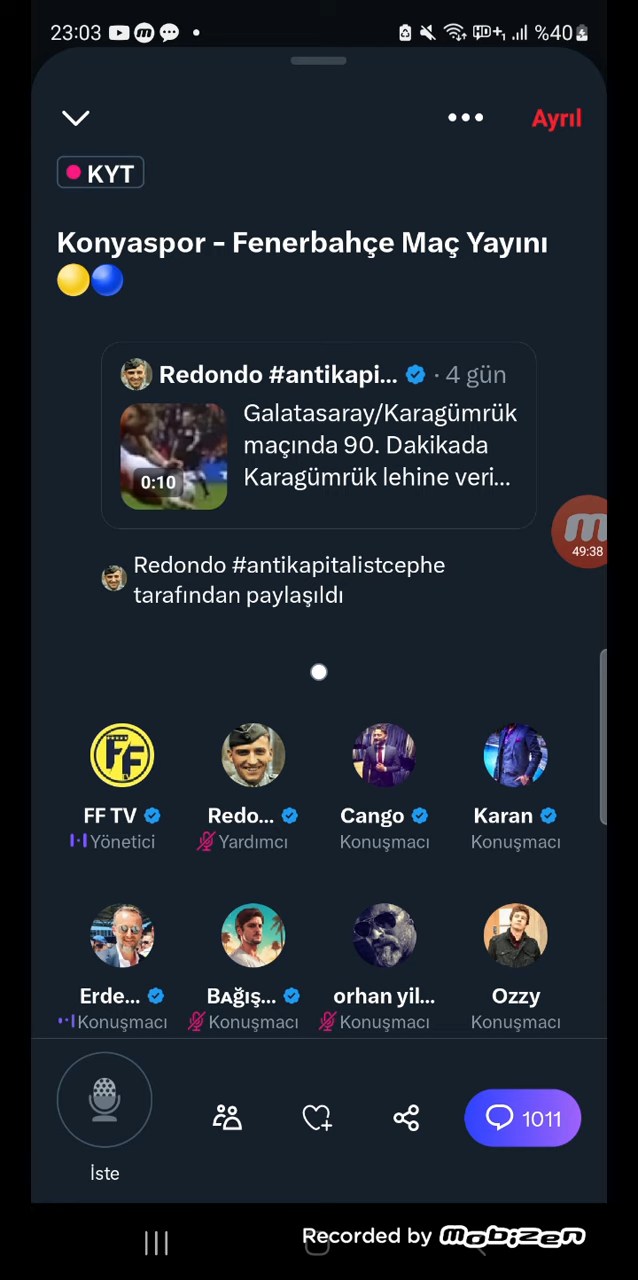 23:03
%40
Ayrıl
KYT
Konyaspor - Fenerbahçe Maç Yayını
Redondo #antikapi... · 4 gün
Galatasaray/Karagümrük
maçında 90. Dakikada
Karagümrük lehine veri...
0:10
49:38
Redondo #antikapitalistcephe
tarafından paylaşıldı
FF TV
Redo...
Cango
Karan
Yönetici
Yardımcı
Konuşmacı
Konuşmacı
Erde...
Bᴀğış...
orhan yil...
Ozzy
Konuşmacı
Konuşmacı
Konuşmacı
Konuşmacı
1011
İste
Recorded by mobizen